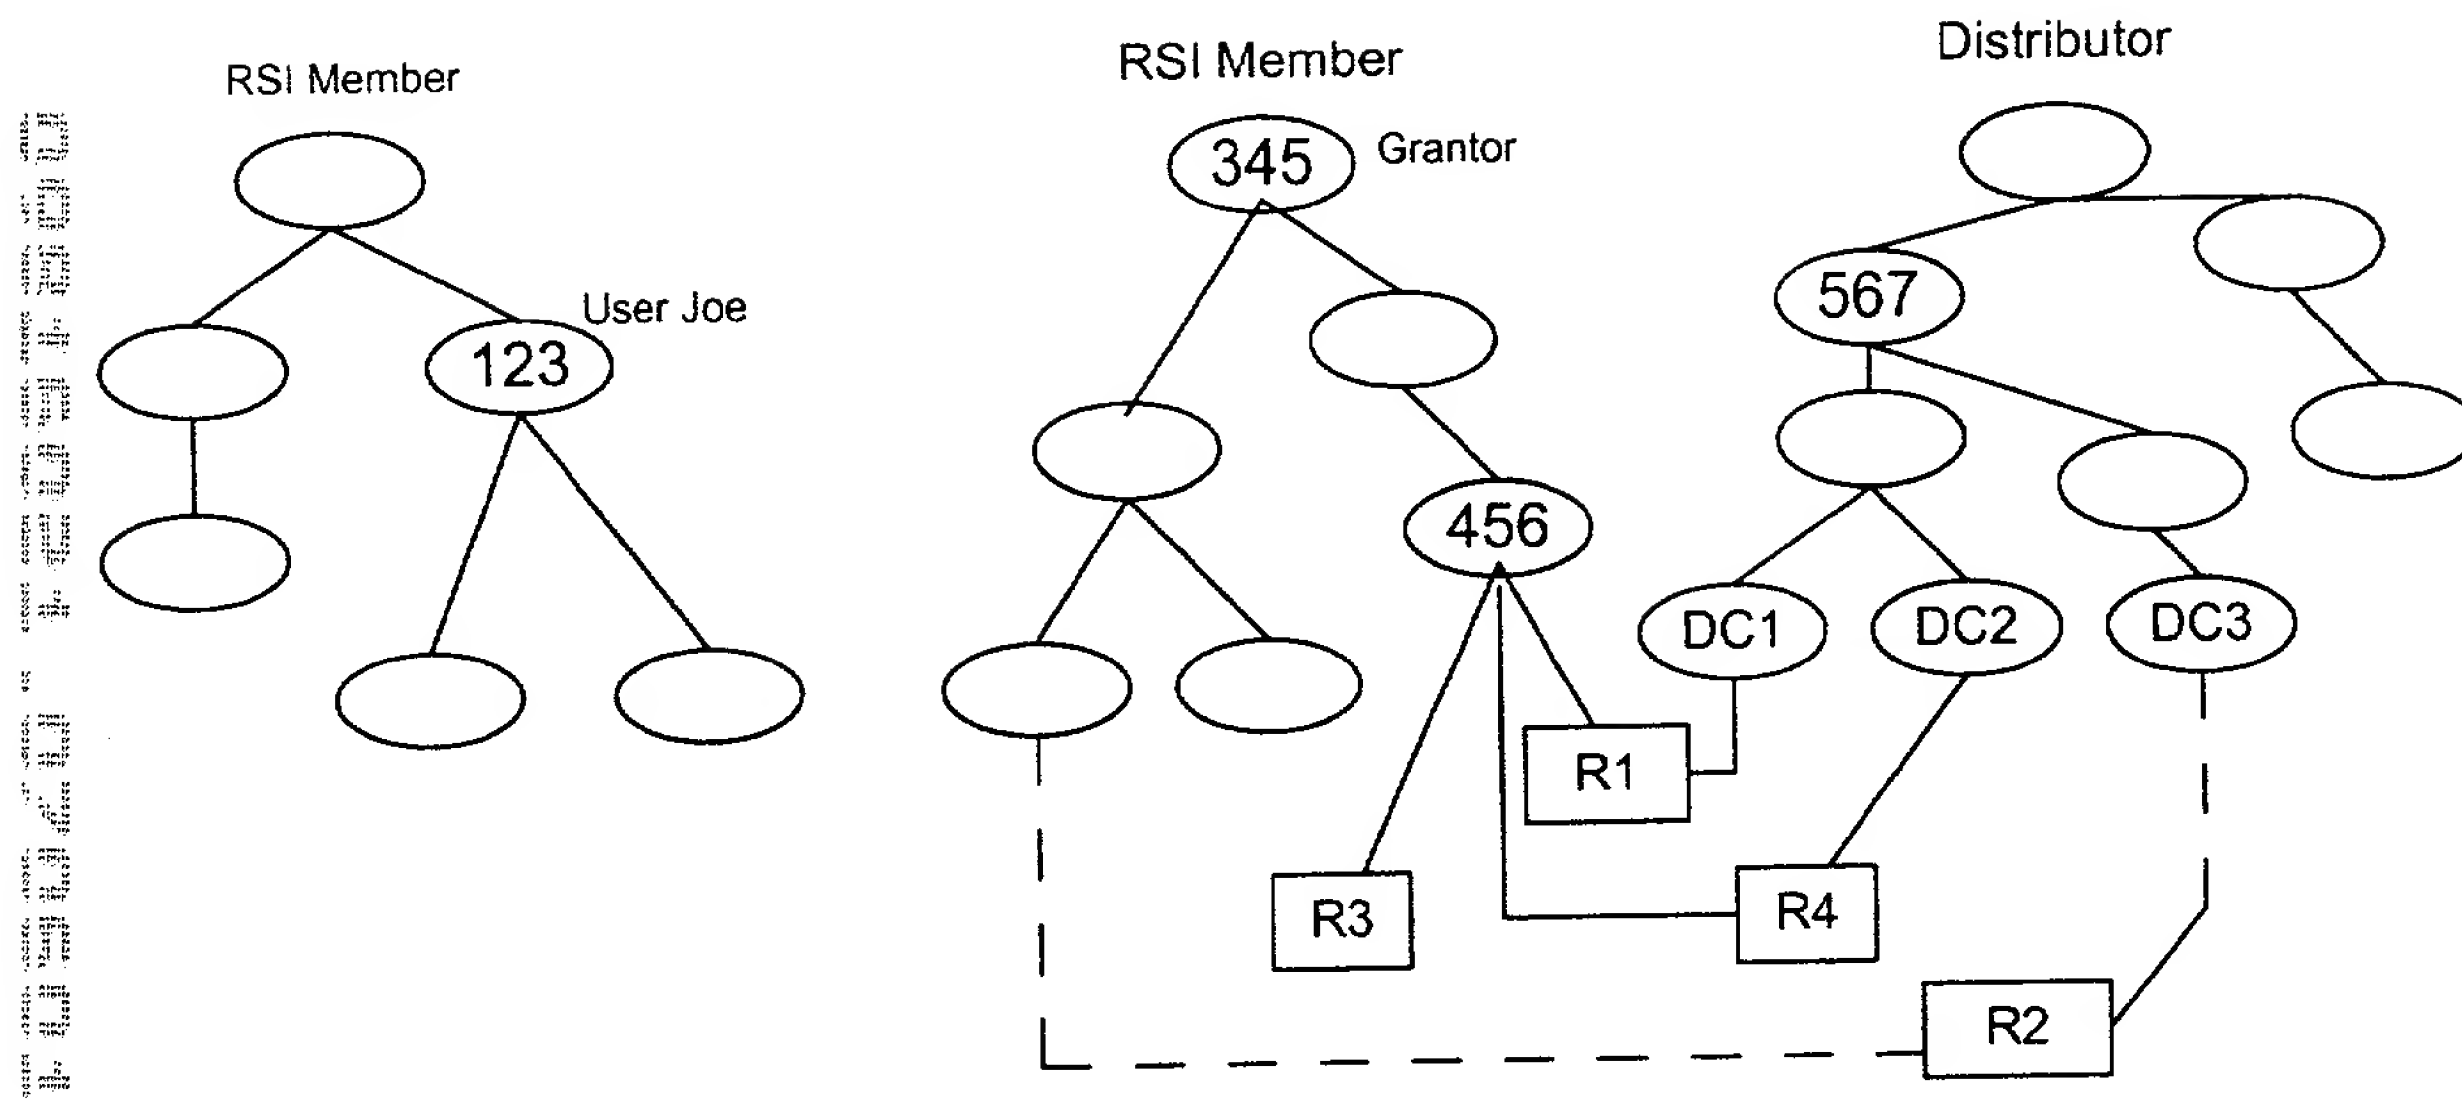 RSI Member
RSI Member
Distributor
345
Grantor
567
User Joe
123
456
DC1
DC2
DC3
R1
R3
R4
R2